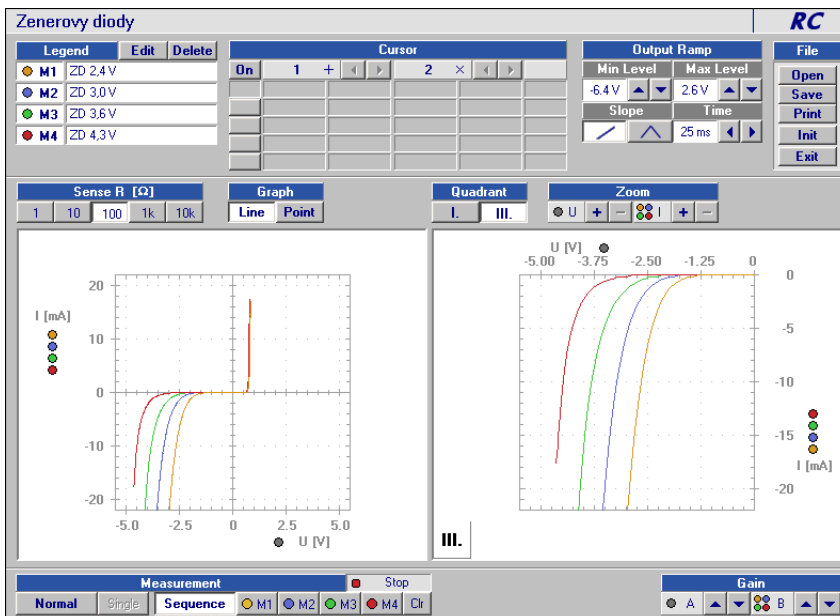 Zenerovy diody RC
Legend Edit Delete
M1 ZD 2,4 V
M2 ZD 3,0 V
M3 ZD 3,6 V
M4 ZD 4,3 V
Cursor
On 1 + 2 ×
Output Ramp
Min Level Max Level
-6.4 V 2.6 V
Slope Time
25 ms
File
Open
Save
Print
Init
Exit
Sense R [Ω]
1 10 100 1k 10k
Graph
Line Point
Quadrant
I. III.
Zoom
U + − I + −
20
10
0
-10
-20
I [mA]
-5.0 -2.5 0 2.5 5.0
U [V]
U [V]
-5.00 -3.75 -2.50 -1.25 0
0
-5
-10
-15
-20
I [mA]
III.
Measurement Stop
Normal Single Sequence M1 M2 M3 M4 Clr
Gain
A B